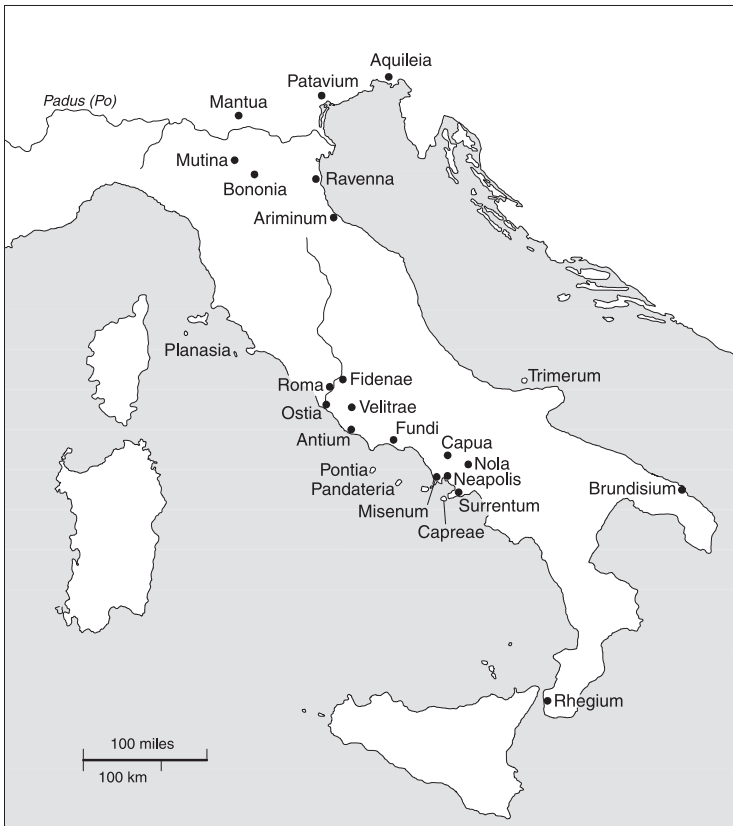 Aquileia
Patavium
Padus (Po)
Mantua
Mutina
Bononia
Ravenna
Ariminum
Planasia
Trimerum
Roma
Fidenae
Ostia
Velitrae
Antium
Fundi
Capua
Pontia
Nola
Pandateria
Neapolis
Brundisium
Misenum
Surrentum
Capreae
Rhegium
100 miles
100 km